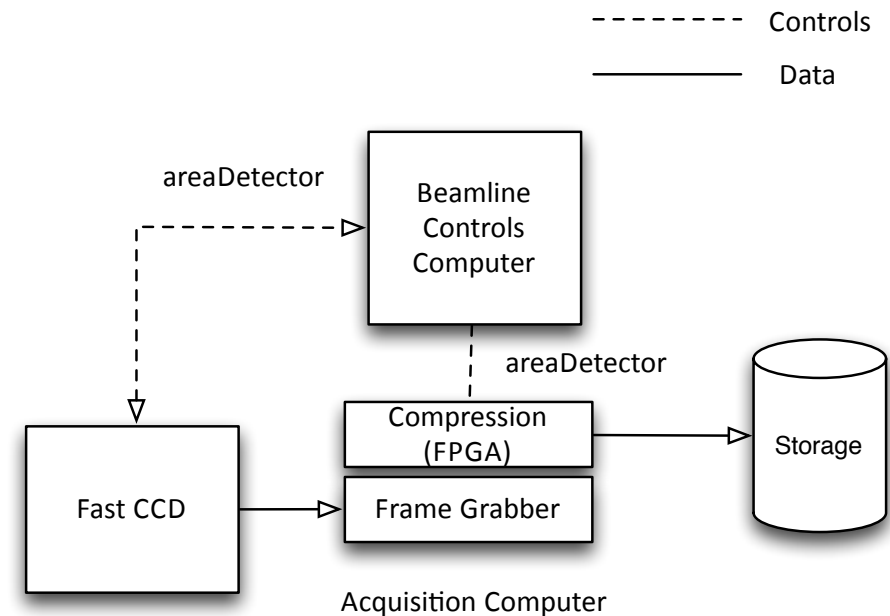 Controls
Data
areaDetector
Beamline
Controls
Computer
areaDetector
Compression
(FPGA)
Storage
Fast CCD
Frame Grabber
Acquisition Computer